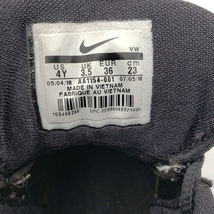 VW
US UK EUR cm
4Y 3.5 36 23
05/04/18 AA1154-001 07/05/18
MADE IN VIETNAM
FABRIQUE AU VIETNAM